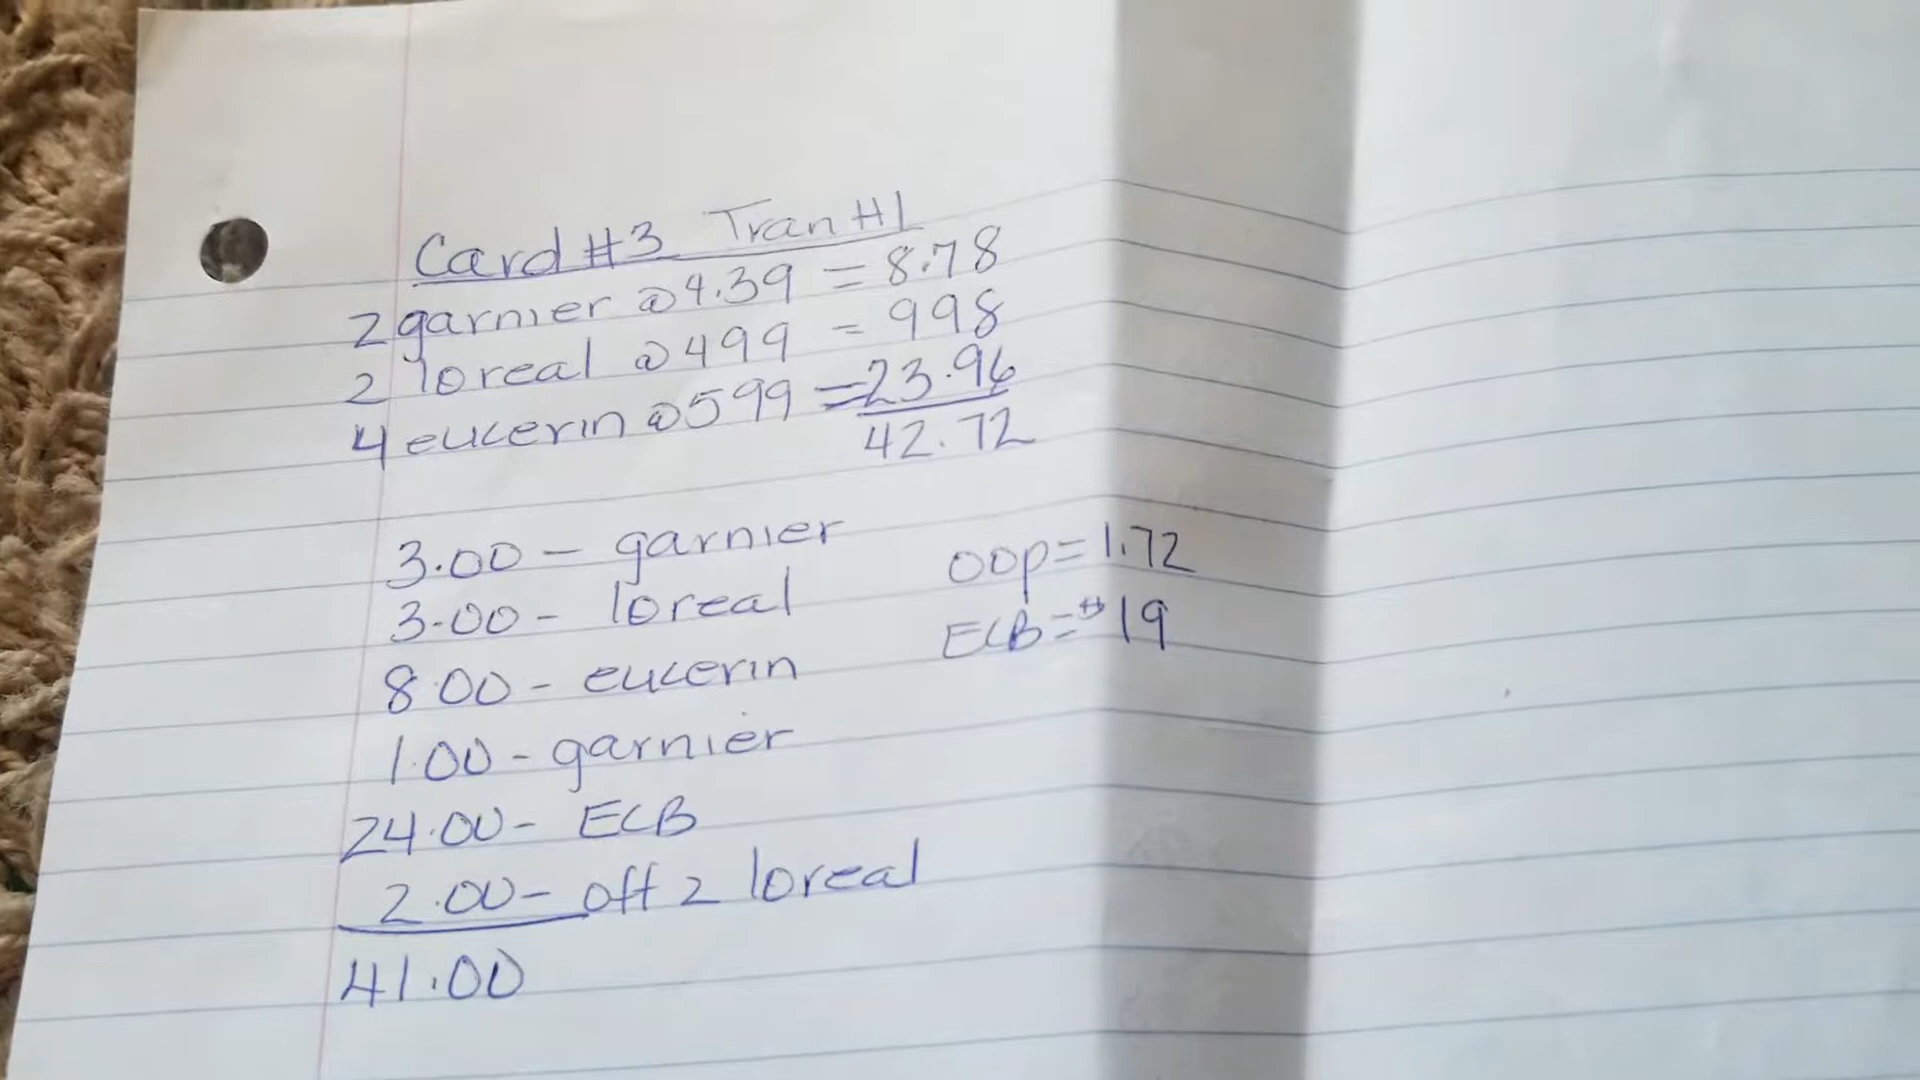 Card #3 Tran #1
2 garnier @ 4.39 = 8.78
2 loreal @ 499 = 998
4 eucerin @ 599 = 23.96
42.72
3.00 - garnier
3.00 - loreal
8.00 - eucerin
1.00 - garnier
24.00 - ECB
2.00 - off 2 loreal
41.00
OOp = 1.72
ECB = $19